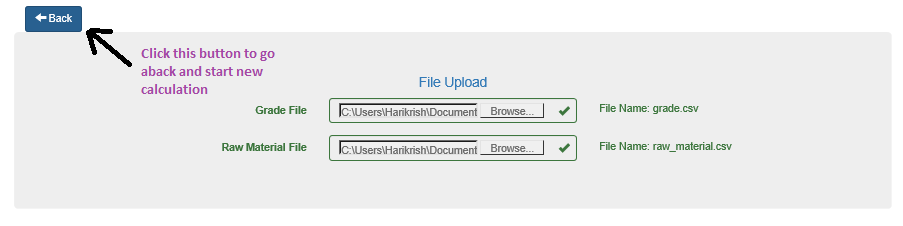 Back
Click this button to go
aback and start new
calculation
File Upload
Grade File C:\Users\Harikrish\Document Browse... File Name: grade.csv
Raw Material File C:\Users\Harikrish\Document Browse... File Name: raw_material.csv